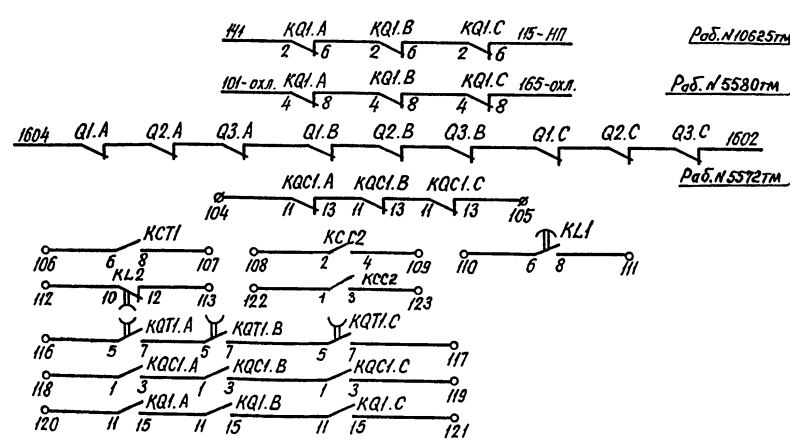 141 KQ1.A KQ1.B KQ1.C 115-НП Раб.N10625тм
2 6 2 6 2 6
101-охл. KQ1.A KQ1.B KQ1.C 165-охл. Раб.N5580тм
4 8 4 8 4 8
1604 Q1.A Q2.A Q3.A Q1.B Q2.B Q3.B Q1.C Q2.C Q3.C 1602
Раб.N5572тм
KQC1.A KQC1.B KQC1.C
104 11 13 11 13 11 13 105
KCT1 KCC2 KL1
106 6 8 107 108 2 4 109 110 6 8 111
KL2
112 10 12 113 122 1 3 KCC2 123
KQT1.A KQT1.B KQT1.C
116 5 7 5 7 5 7 117
KQC1.A KQC1.B KQC1.C
118 1 3 1 3 1 3 119
KQ1.A KQ1.B KQ1.C
120 11 15 11 15 11 15 121